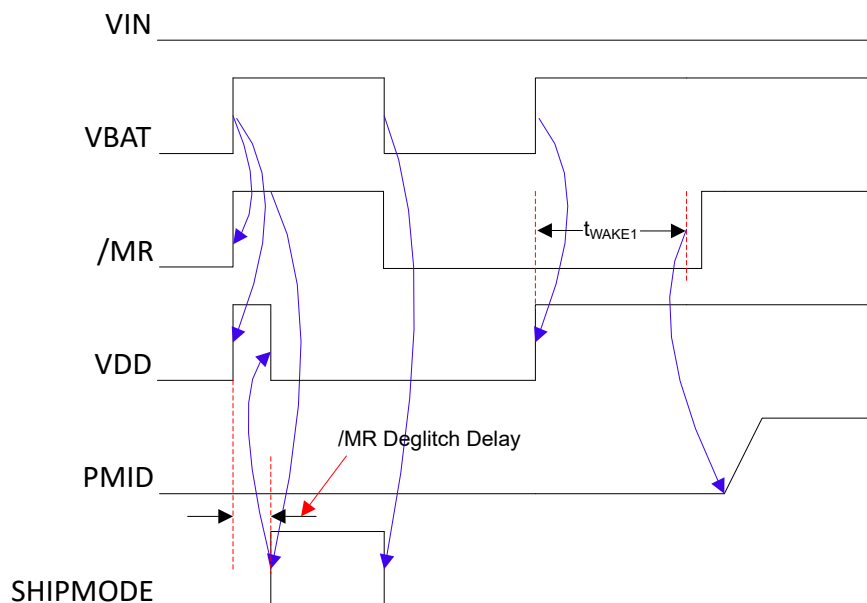 VIN
VBAT
/MR
tWAKE1
VDD
/MR Deglitch Delay
PMID
SHIPMODE